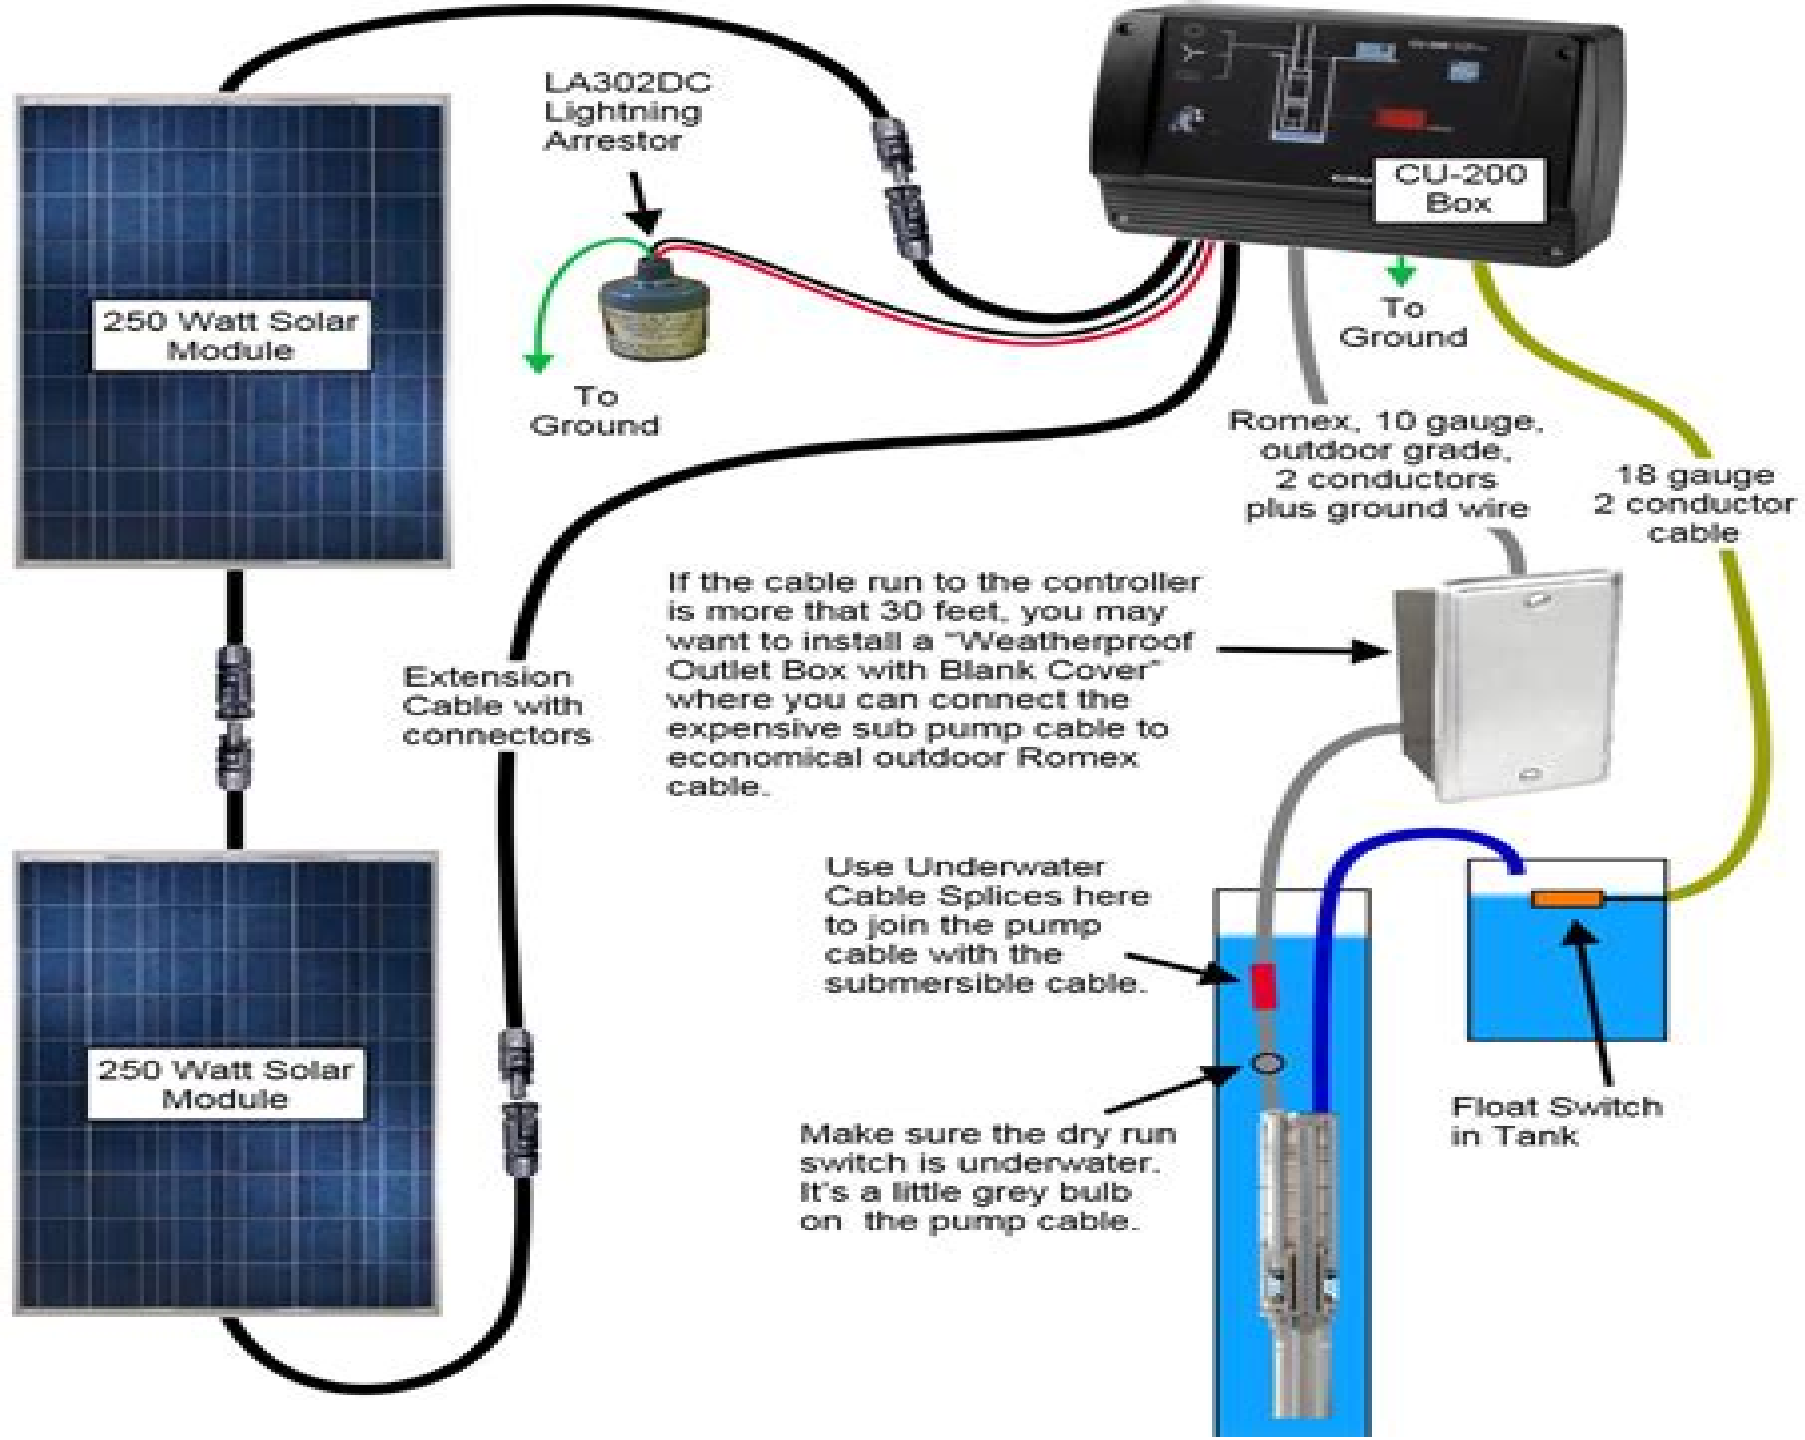 LA302DC
Lightning
Arrestor
CU-200
Box
250 Watt Solar
Module
To
Ground
To
Ground
Romex, 10 gauge,
outdoor grade,
2 conductors
plus ground wire
18 gauge
2 conductor
cable
If the cable run to the controller
is more that 30 feet, you may
want to install a "Weatherproof
Outlet Box with Blank Cover"
where you can connect the
expensive sub pump cable to
economical outdoor Romex
cable.
Extension
Cable with
connectors
Use Underwater
Cable Splices here
to join the pump
cable with the
submersible cable.
250 Watt Solar
Module
Make sure the dry run
switch is underwater.
It's a little grey bulb
on the pump cable.
Float Switch
in Tank